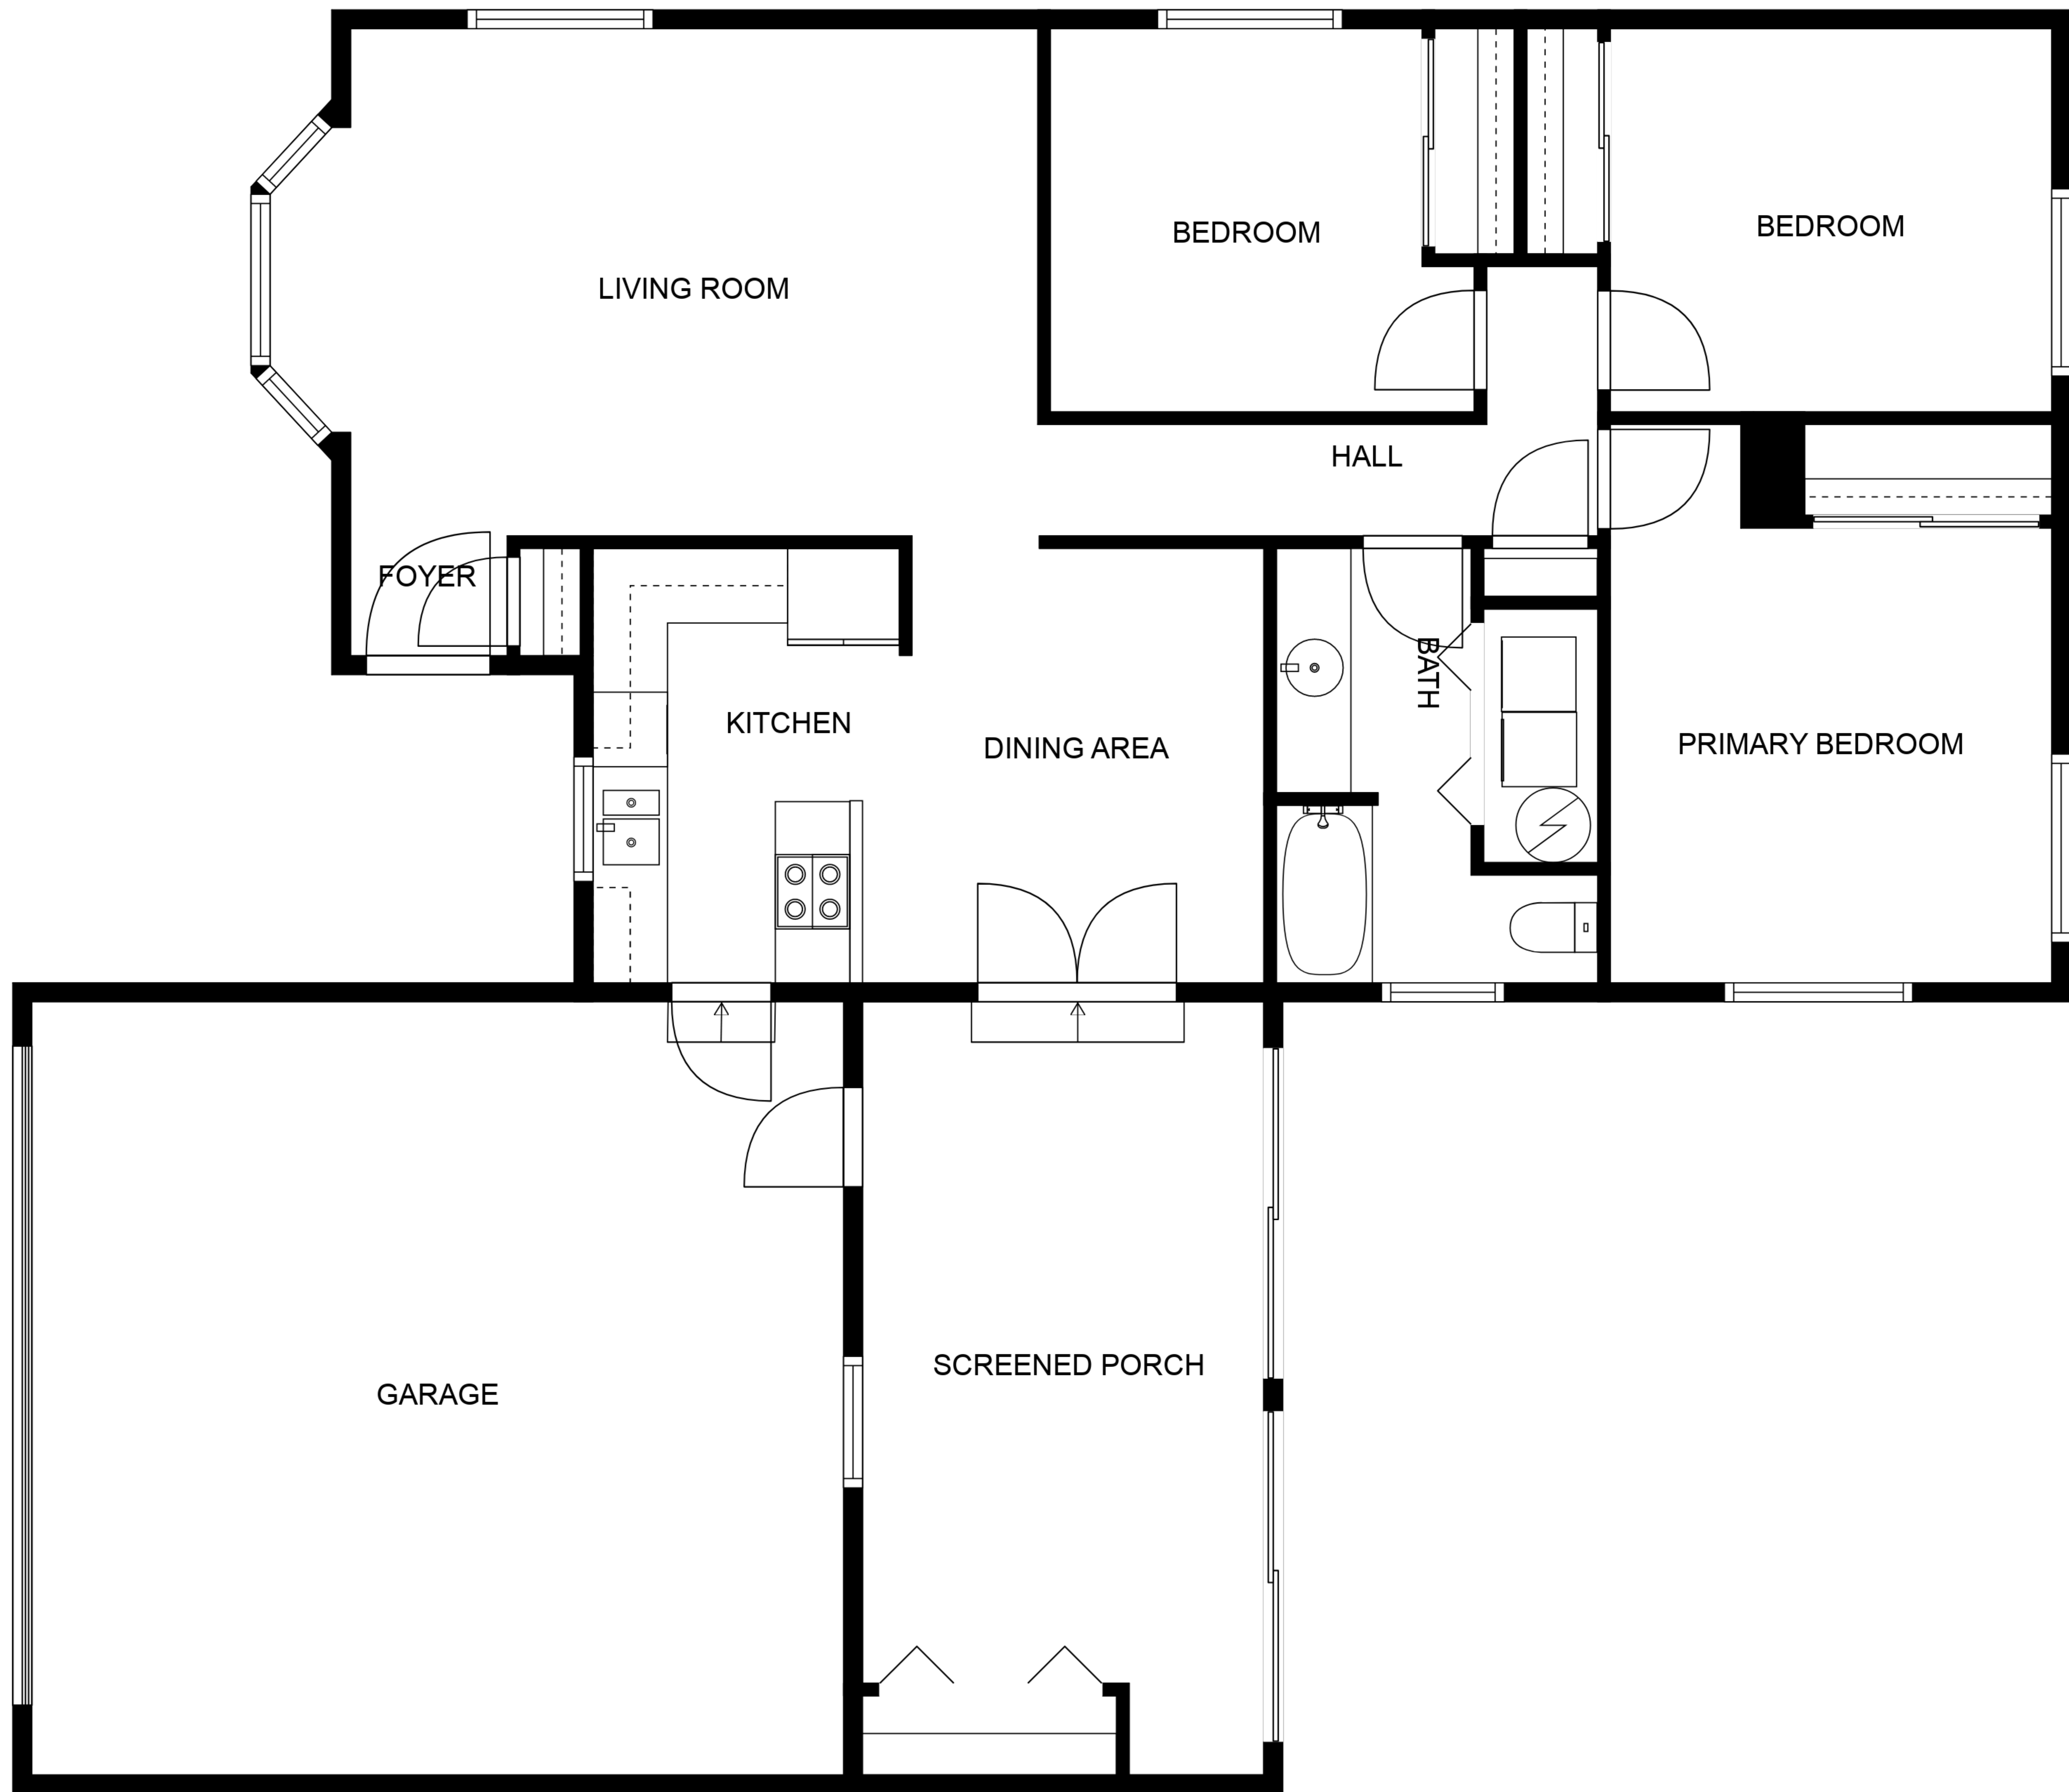 BEDROOM
BEDROOM
LIVING ROOM
HALL
FOYER
BATH
KITCHEN
DINING AREA
PRIMARY BEDROOM
SCREENED PORCH
GARAGE